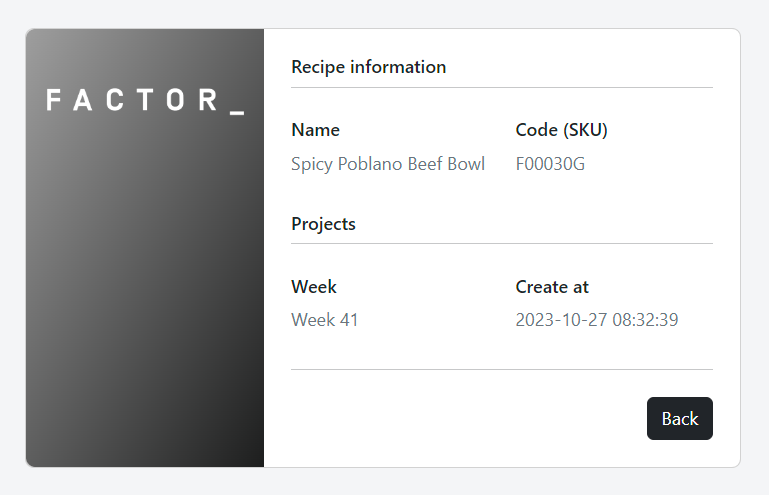 FACTOR_
Recipe information
Name
Code (SKU)
Spicy Poblano Beef Bowl
F00030G
Projects
Week
Create at
Week 41
2023-10-27 08:32:39
Back